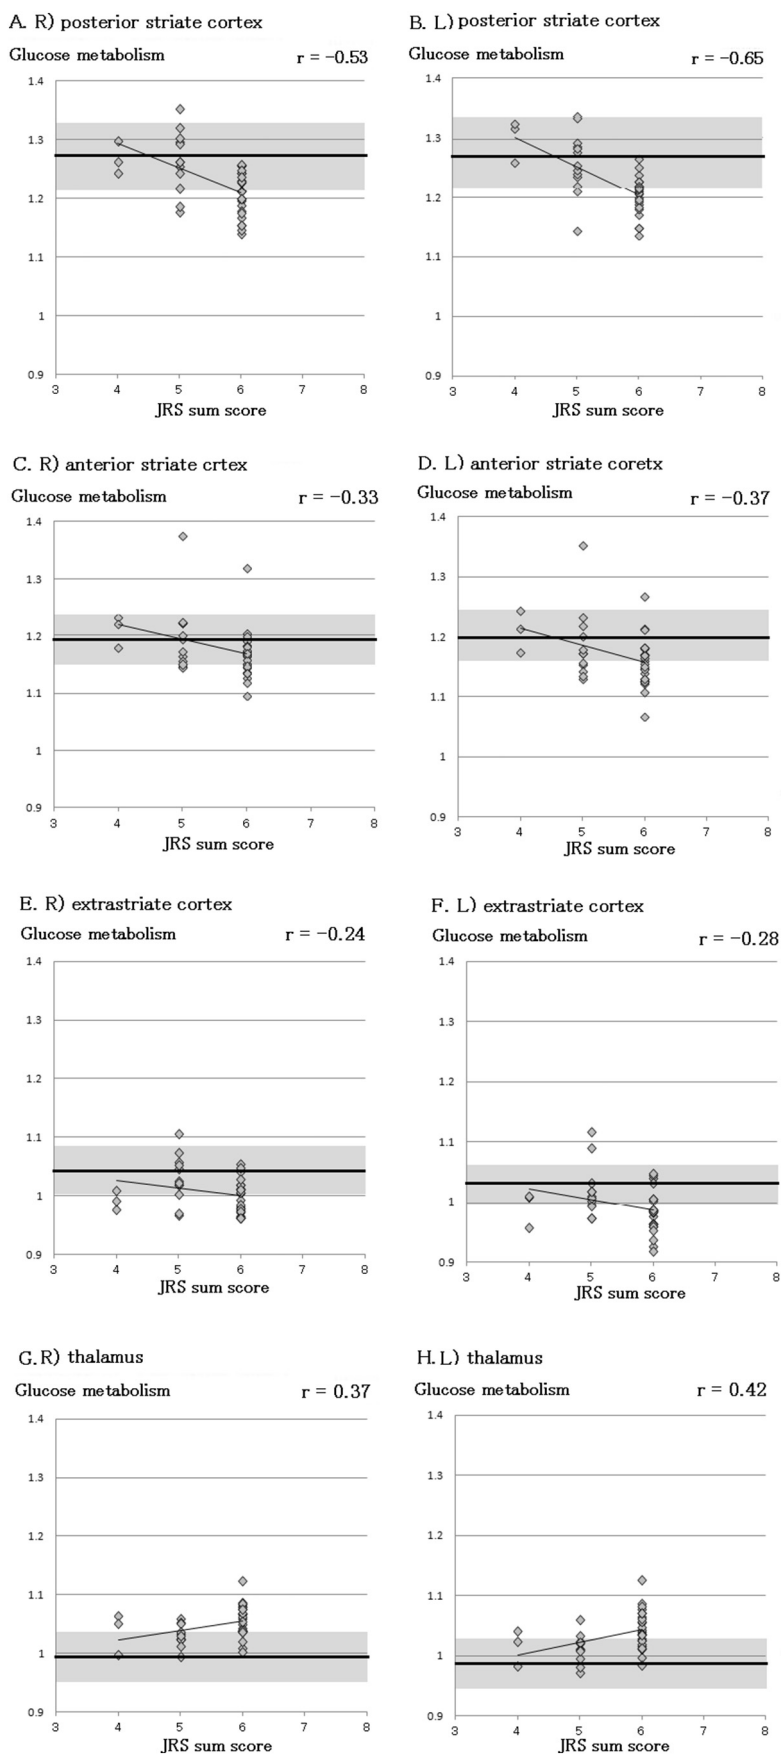 A. R) posterior striate cortex
Glucose metabolism r = −0.53
1.4
1.3
1.2
1.1
1
0.9
3 4 5 6 7 8
JRS sum score
B. L) posterior striate cortex
Glucose metabolism r = −0.65
1.4
1.3
1.2
1.1
1
0.9
3 4 5 6 7 8
JRS sum score
C. R) anterior striate crtex
Glucose metabolism r = −0.33
1.4
1.3
1.2
1.1
1
0.9
3 4 5 6 7 8
JRS sum score
D. L) anterior striate coretx
Glucose metabolism r = −0.37
1.4
1.3
1.2
1.1
1
0.9
3 4 5 6 7 8
JRS sum score
E. R) extrastriate cortex
Glucose metabolism r = −0.24
1.4
1.3
1.2
1.1
1
0.9
3 4 5 6 7 8
JRS sum score
F. L) extrastriate cortex
Glucose metabolism r = −0.28
1.4
1.3
1.2
1.1
1
0.9
3 4 5 6 7 8
JRS sum score
G. R) thalamus
Glucose metabolism r = 0.37
1.4
1.3
1.2
1.1
1
0.9
3 4 5 6 7 8
JRS sum score
H. L) thalamus
Glucose metabolism r = 0.42
1.4
1.3
1.2
1.1
1
0.9
3 4 5 6 7 8
JRS sum score